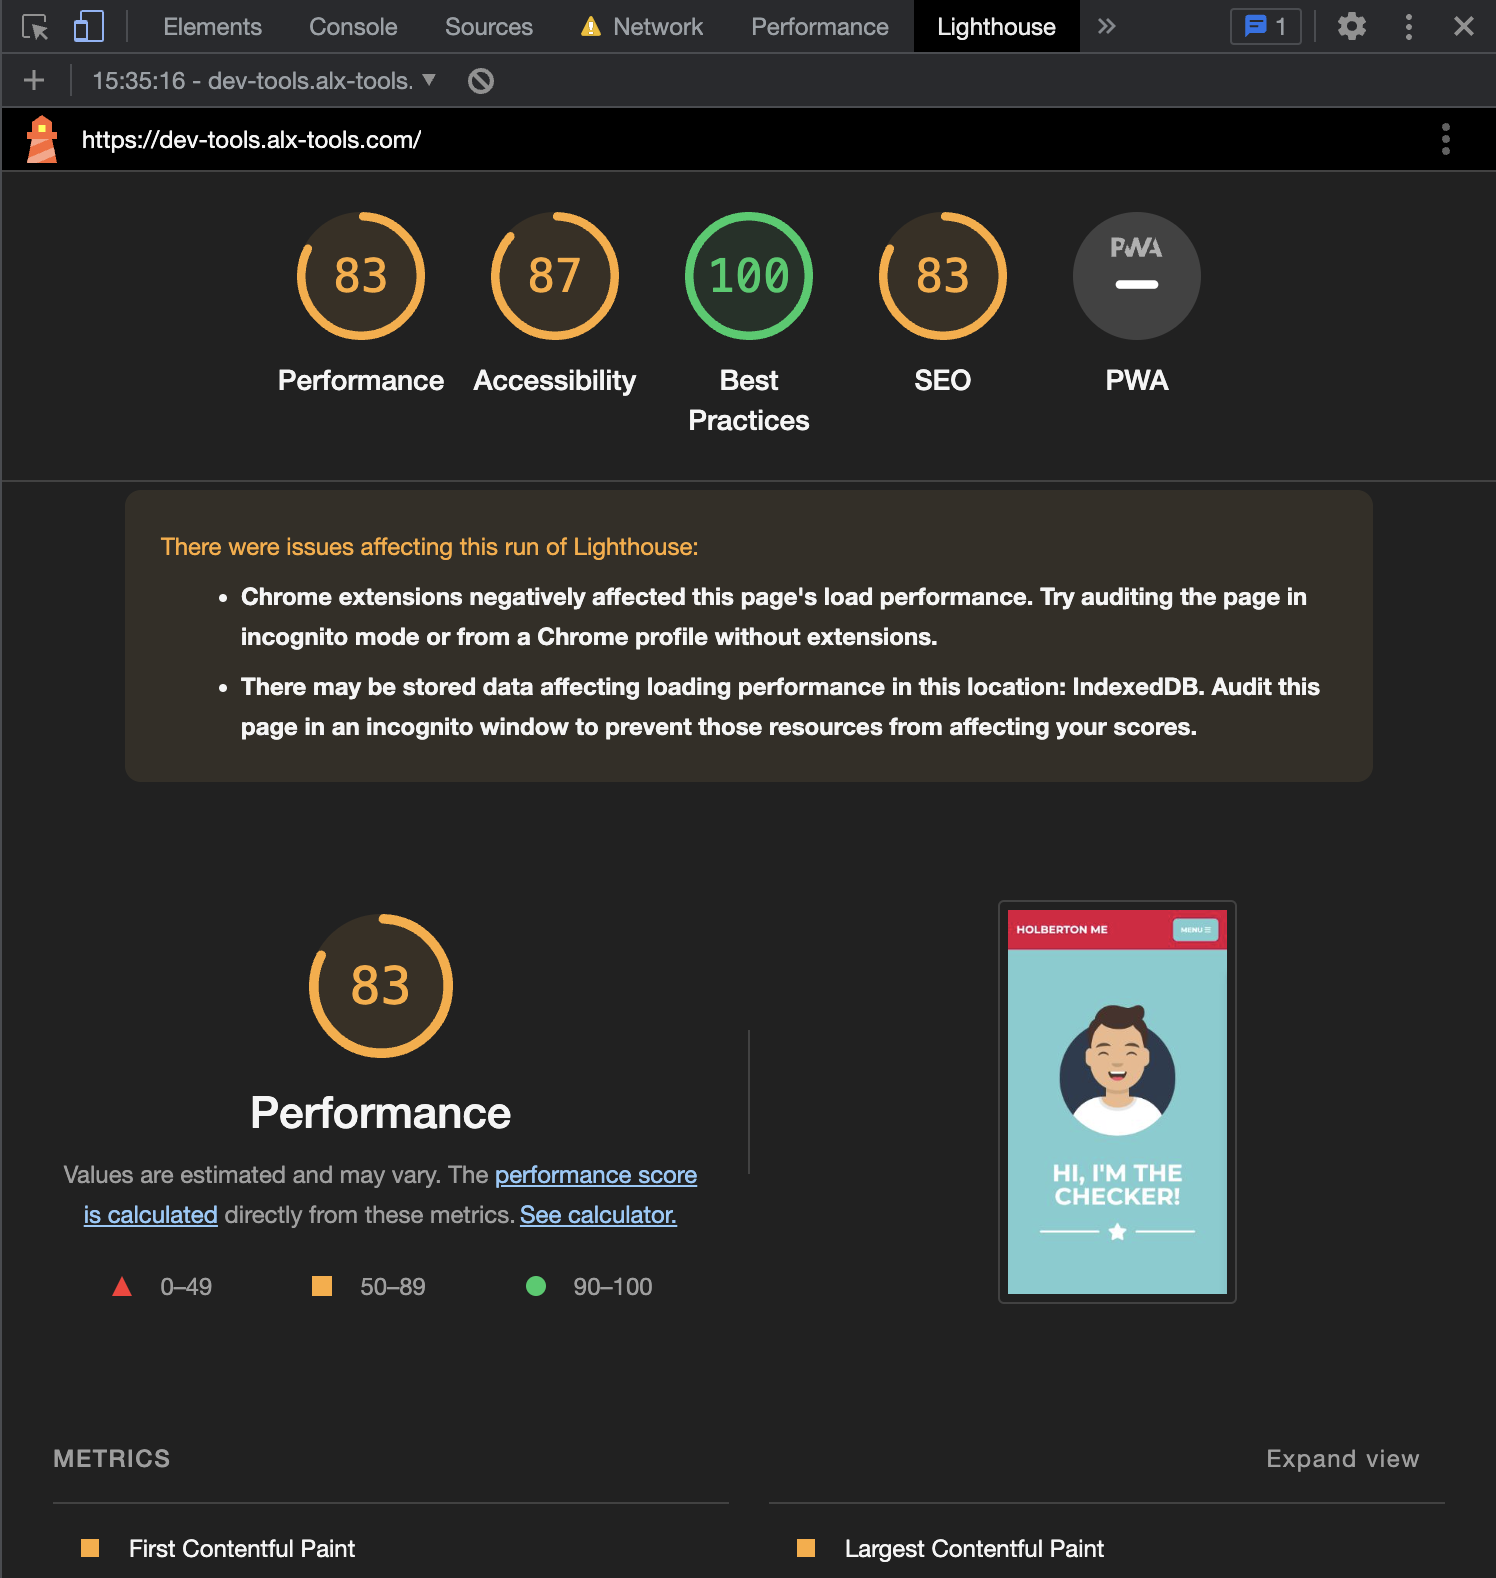 Elements Console Sources Network Performance Lighthouse 1
15:35:16 - dev-tools.alx-tools.
https://dev-tools.alx-tools.com/
83 87 100 83 PWA
Performance Accessibility Best Practices SEO PWA
There were issues affecting this run of Lighthouse:
• Chrome extensions negatively affected this page's load performance. Try auditing the page in
incognito mode or from a Chrome profile without extensions.
• There may be stored data affecting loading performance in this location: IndexedDB. Audit this
page in an incognito window to prevent those resources from affecting your scores.
83
Performance
Values are estimated and may vary. The performance score
is calculated directly from these metrics. See calculator.
0–49 50–89 90–100
HOLBERTON ME MENU
HI, I'M THE
CHECKER!
METRICS Expand view
First Contentful Paint Largest Contentful Paint